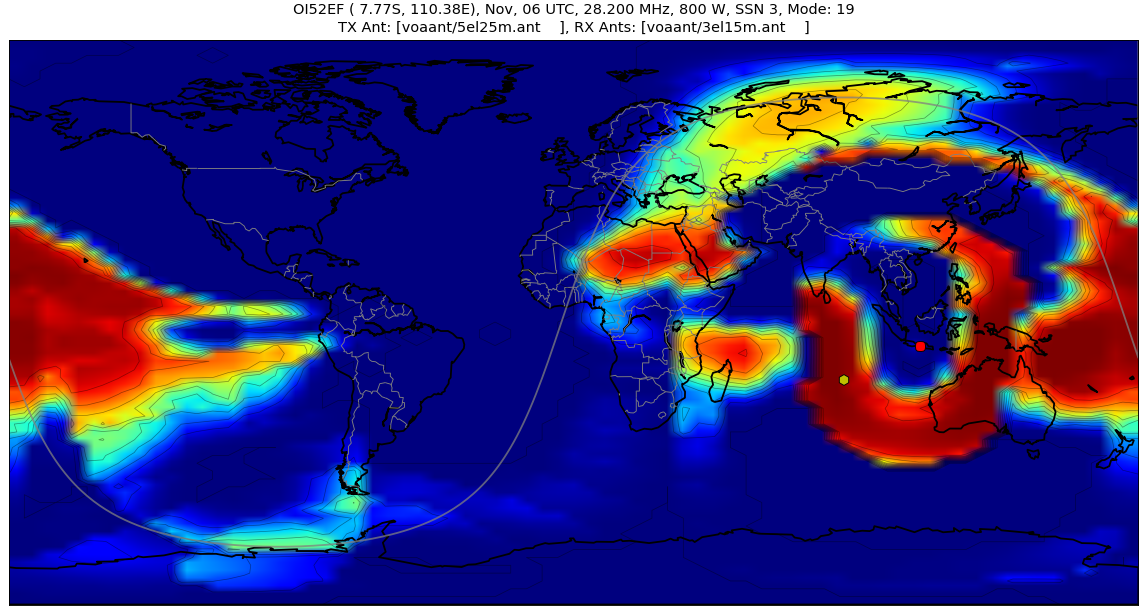 OI52EF ( 7.77S, 110.38E), Nov, 06 UTC, 28.200 MHz, 800 W, SSN 3, Mode: 19
TX Ant: [voaant/5el25m.ant    ], RX Ants: [voaant/3el15m.ant    ]